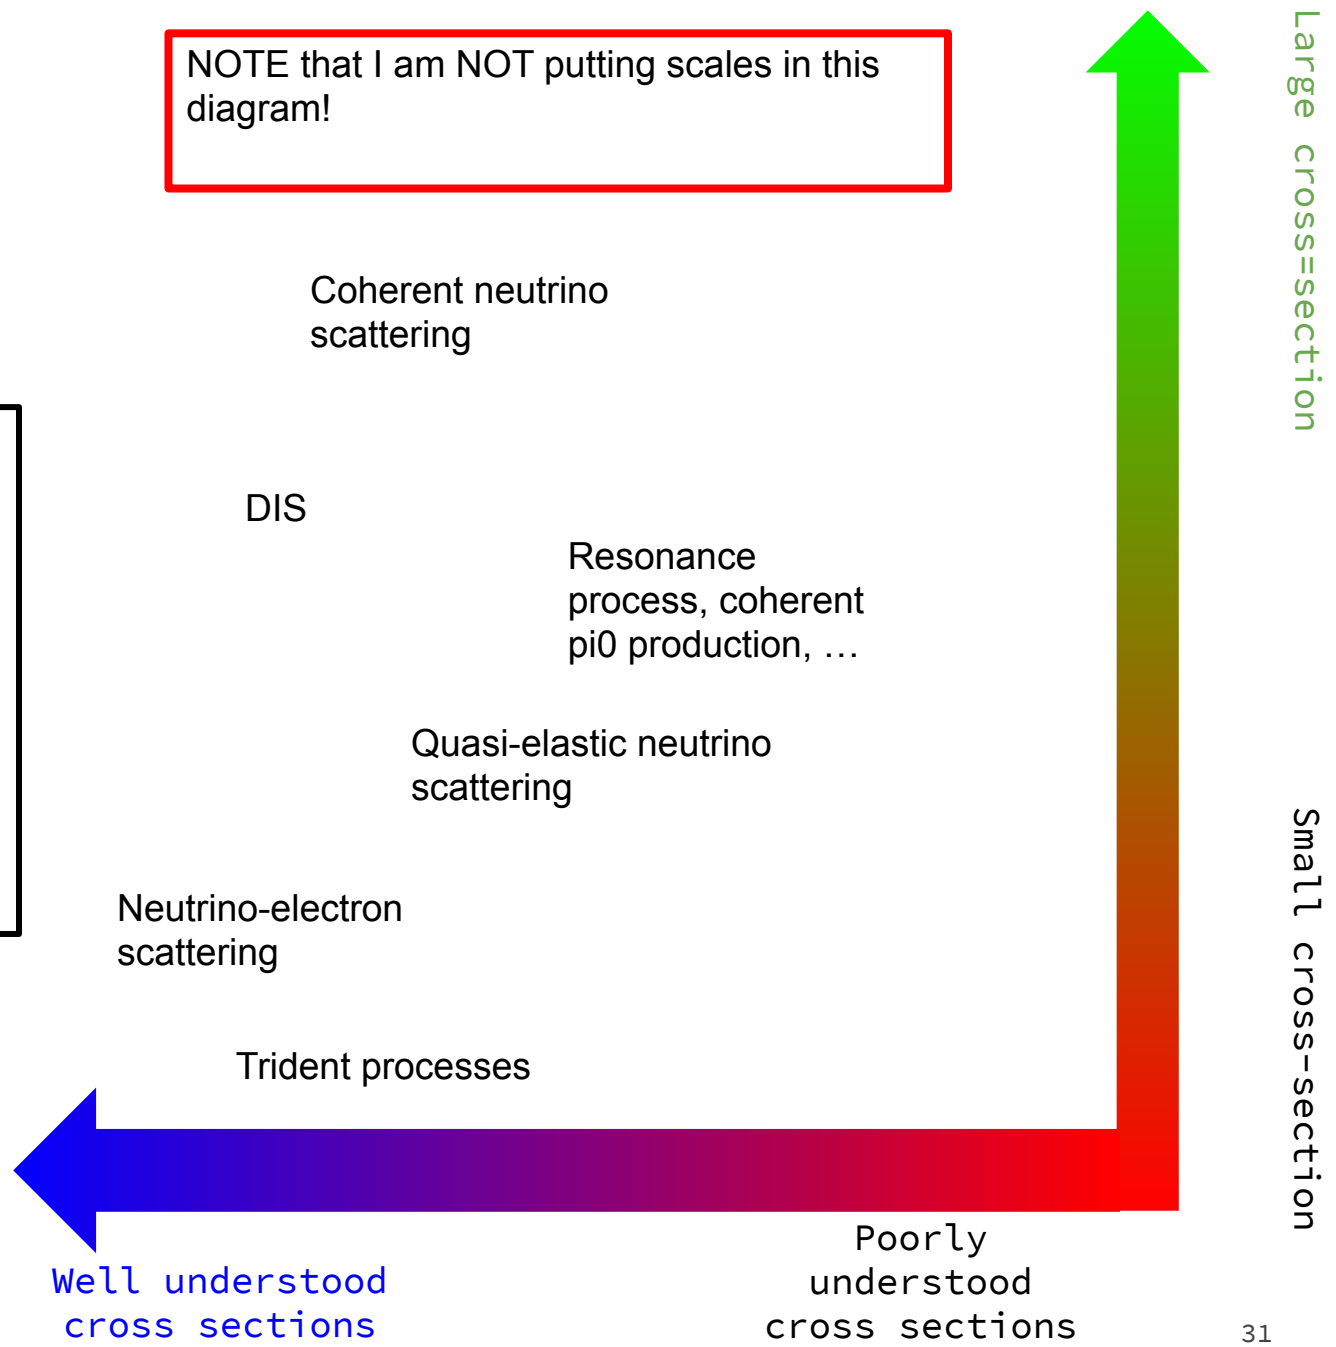 NOTE that I am NOT putting scales in this
diagram!
Large cross=section
Coherent neutrino
scattering
DIS
Resonance
process, coherent
pi0 production, …
Quasi-elastic neutrino
scattering
Small cross-section
Neutrino-electron
scattering
Trident processes
Well understood
cross sections
Poorly
understood
cross sections
31